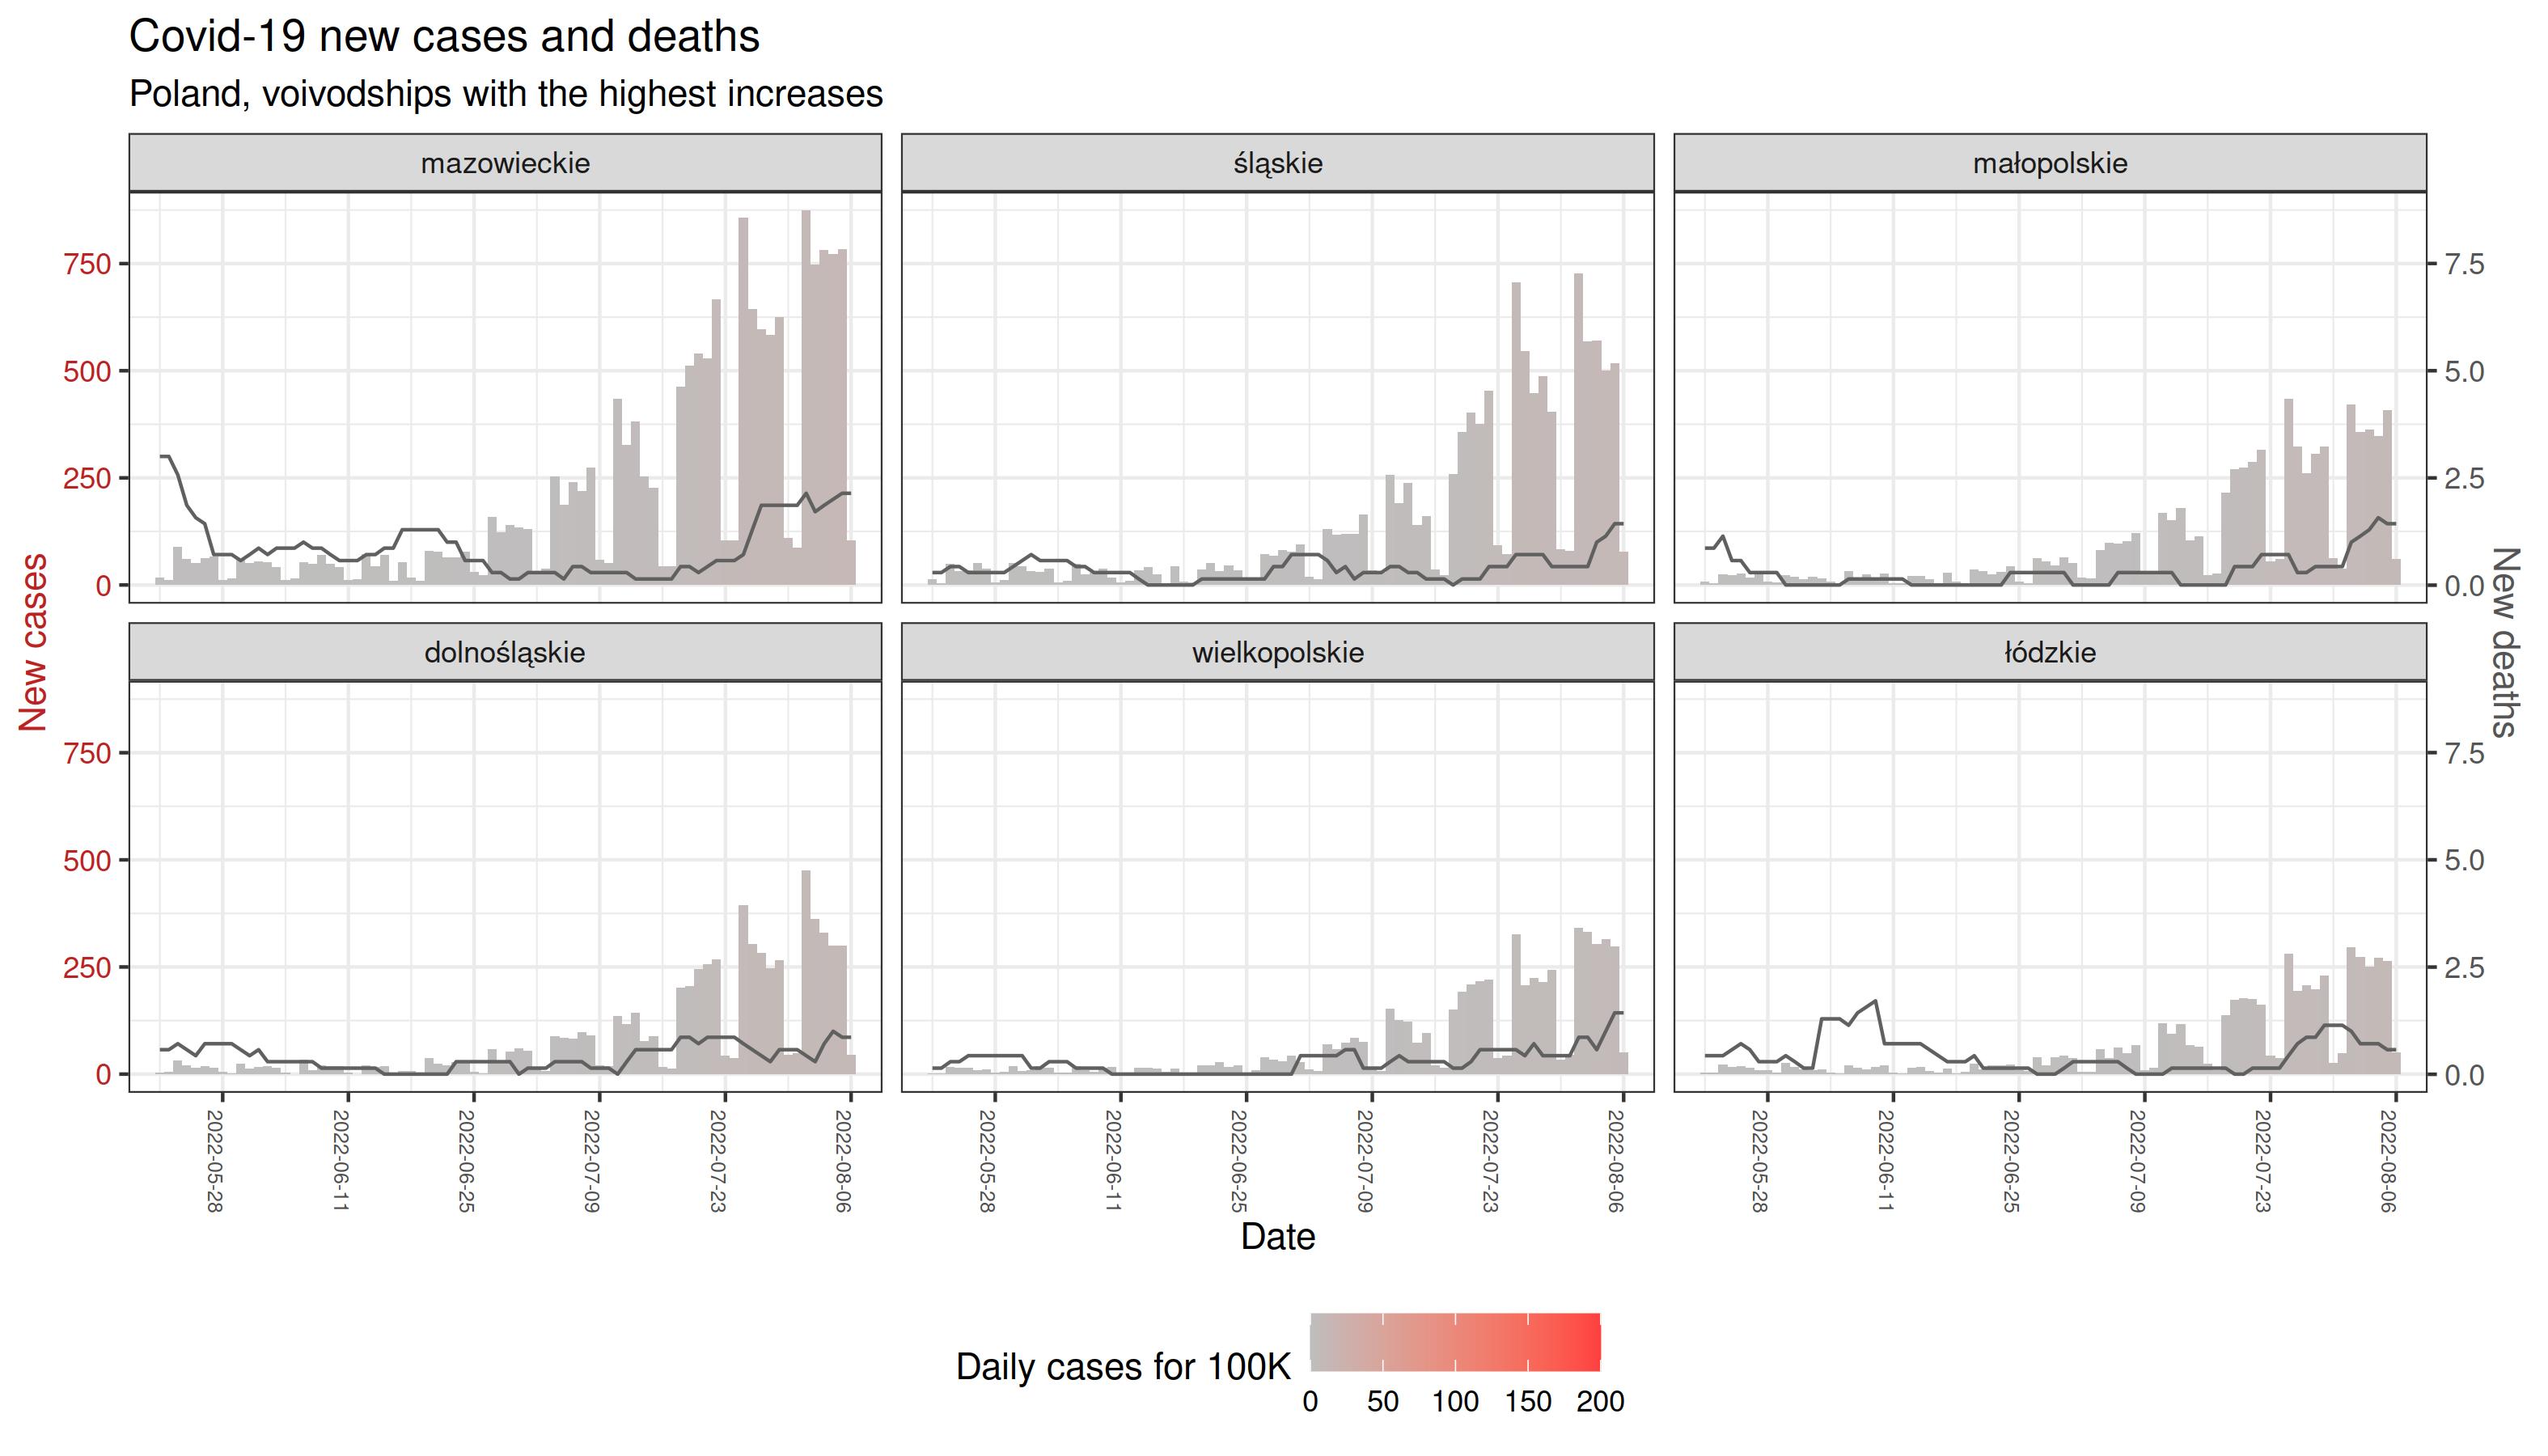 Covid-19 new cases and deaths
Poland, voivodships with the highest increases
mazowieckie
śląskie
małopolskie
750
500
250
0
7.5
5.0
2.5
0.0
New cases
New deaths
dolnośląskie
wielkopolskie
łódzkie
750
500
250
0
7.5
5.0
2.5
0.0
2022-05-28
2022-06-11
2022-06-25
2022-07-09
2022-07-23
2022-08-06
2022-05-28
2022-06-11
2022-06-25
2022-07-09
2022-07-23
2022-08-06
2022-05-28
2022-06-11
2022-06-25
2022-07-09
2022-07-23
2022-08-06
Date
Daily cases for 100K
0 50 100 150 200